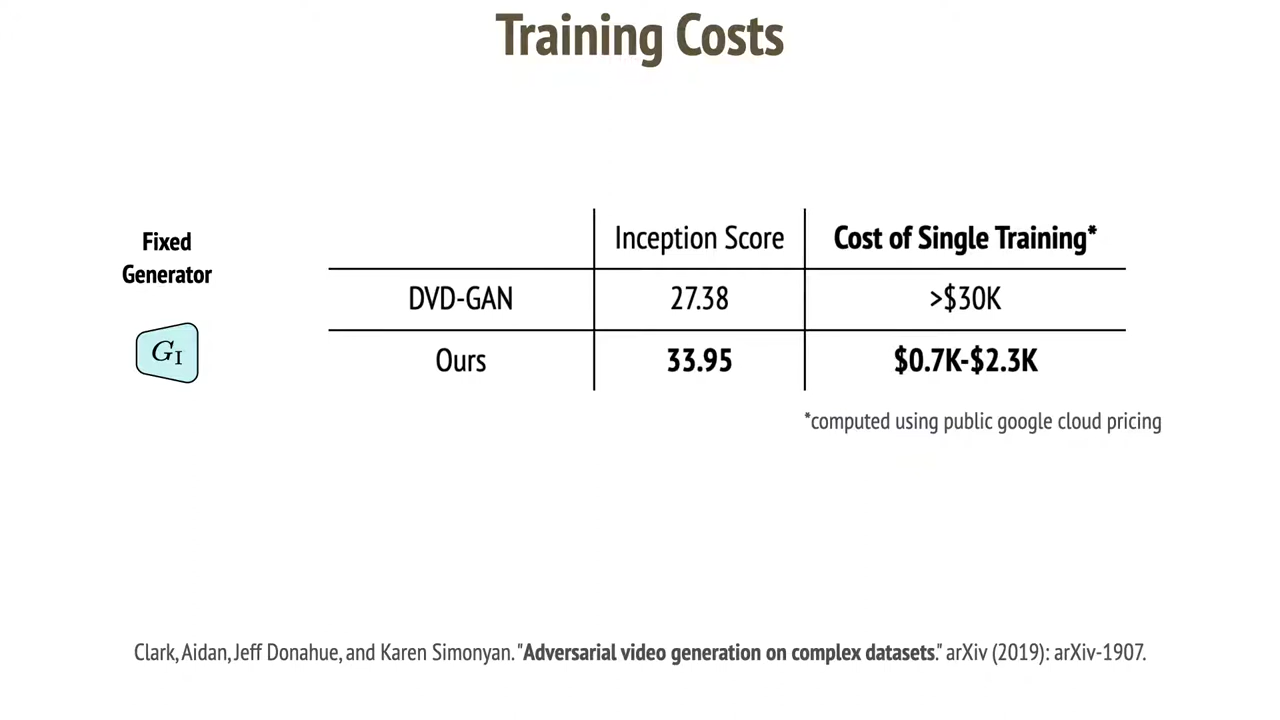 Training Costs
Fixed
Generator
G_I
Inception Score Cost of Single Training*
DVD-GAN 27.38 >$30K
Ours 33.95 $0.7K-$2.3K
*computed using public google cloud pricing
Clark, Aidan, Jeff Donahue, and Karen Simonyan. "Adversarial video generation on complex datasets." arXiv (2019): arXiv-1907.